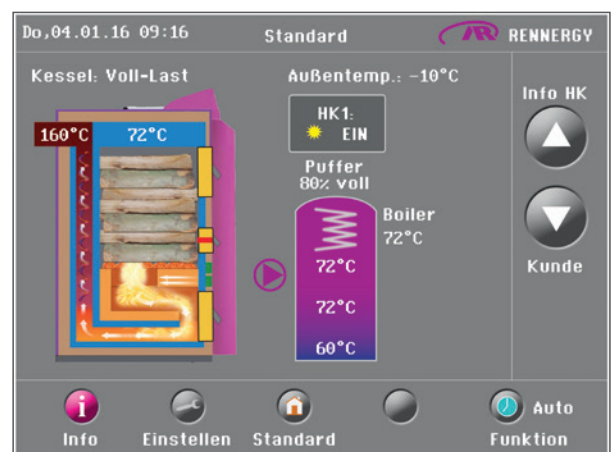 Do,04.01.16 09:16
Standard
RENNERGY
Kessel: Voll-Last
Außentemp.: -10°C
Info HK
HK1:
EIN
160°C
72°C
Puffer
80% voll
Boiler
72°C
72°C
72°C
60°C
Kunde
i
Info
Einstellen
Standard
Auto
Funktion